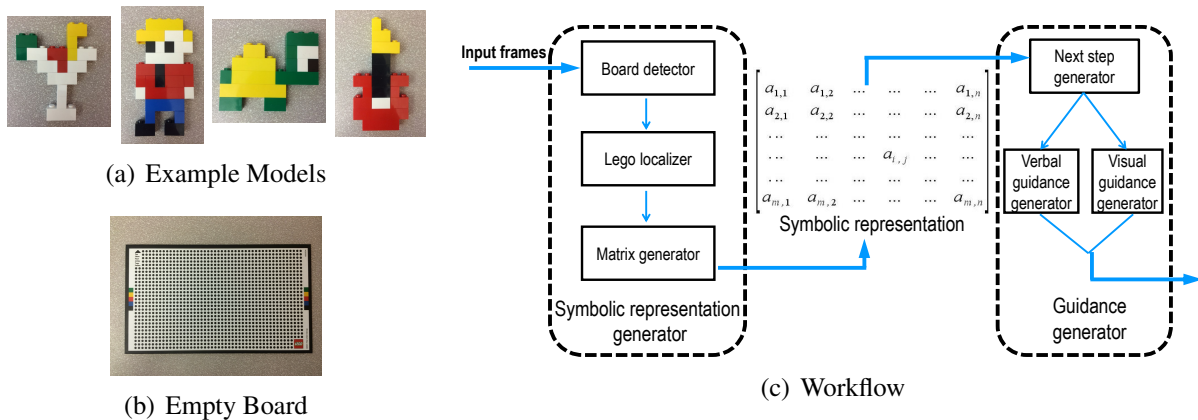 (a) Example Models
(b) Empty Board
Input frames
Board detector
Lego localizer
Matrix generator
Symbolic representation
generator
a1,1 a1,2 ... ... ... a1,n
a2,1 a2,2 ... ... ... a2,n
... ... ... ... ... ...
... ... ... ai,j ... ...
... ... ... ... ... ...
am,1 am,2 ... ... ... am,n
Symbolic representation
Next step
generator
Verbal
guidance
generator
Visual
guidance
generator
Guidance
generator
(c) Workflow